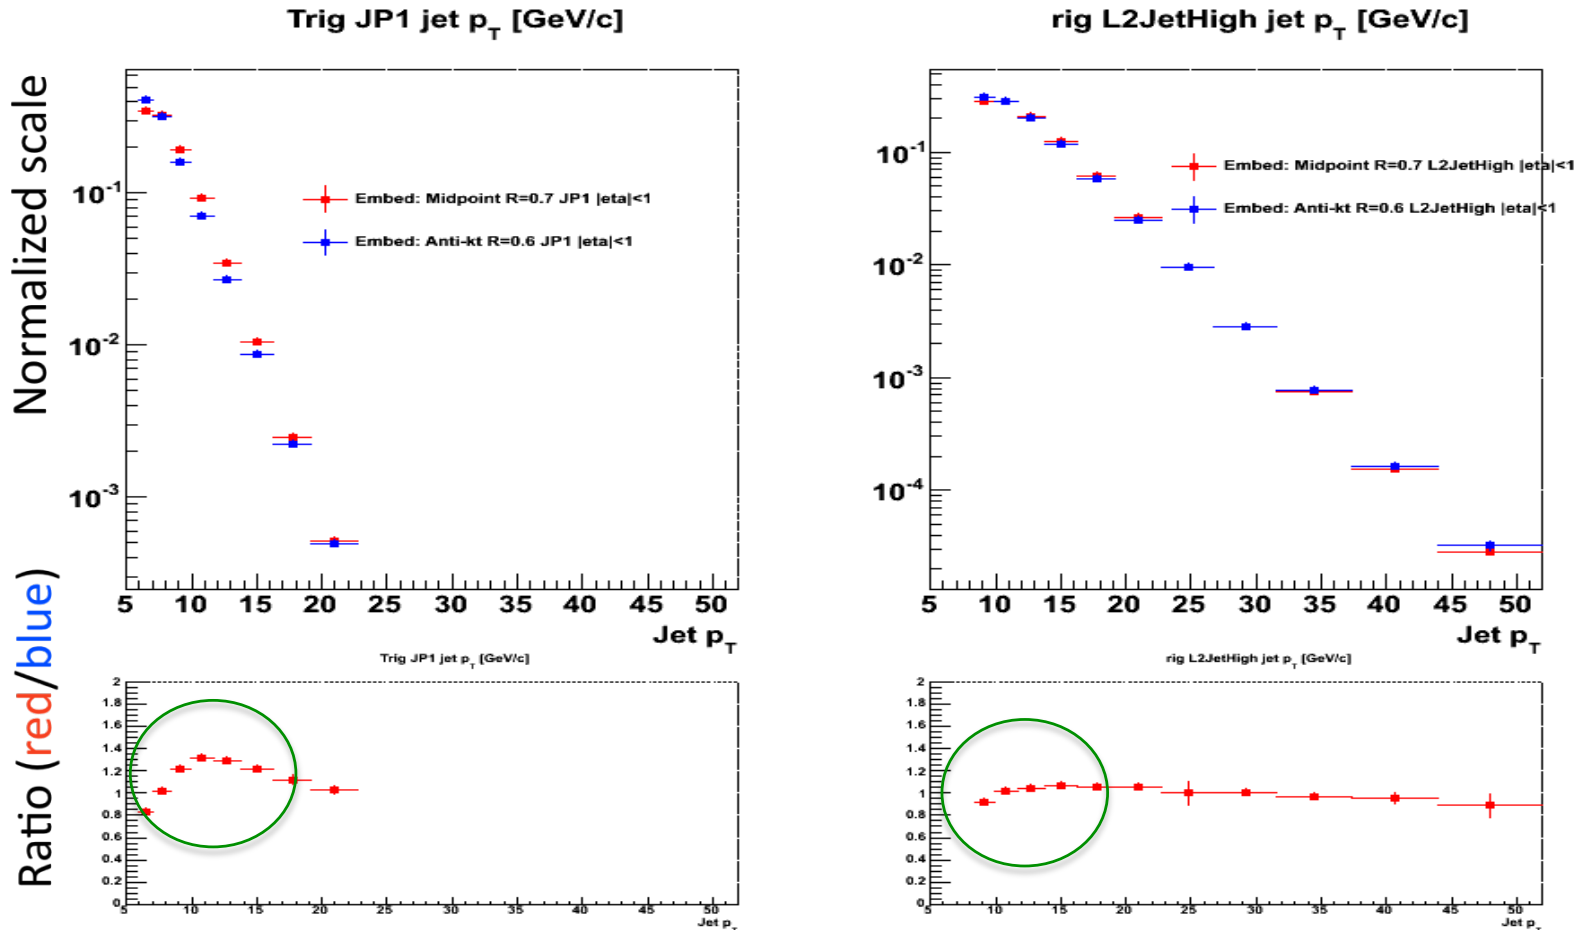 Trig JP1 jet p_T [GeV/c]
rig L2JetHigh jet p_T [GeV/c]
Normalized scale
10^-1
10^-2
10^-3
Embed: Midpoint R=0.7 JP1 |eta|<1
Embed: Anti-kt R=0.6 JP1 |eta|<1
5 10 15 20 25 30 35 40 45 50
Jet p_T
10^-1
10^-2
10^-3
10^-4
Embed: Midpoint R=0.7 L2JetHigh |eta|<1
Embed: Anti-kt R=0.6 L2JetHigh |eta|<1
5 10 15 20 25 30 35 40 45 50
Jet p_T
Ratio (red/blue)
Trig JP1 jet p_T [GeV/c]
2
1.8
1.6
1.4
1.2
1
0.8
0.6
0.4
0.2
0
5 10 15 20 25 30 35 40 45 50
Jet p_T
rig L2JetHigh jet p_T [GeV/c]
2
1.8
1.6
1.4
1.2
1
0.8
0.6
0.4
0.2
0
5 10 15 20 25 30 35 40 45 50
Jet p_T